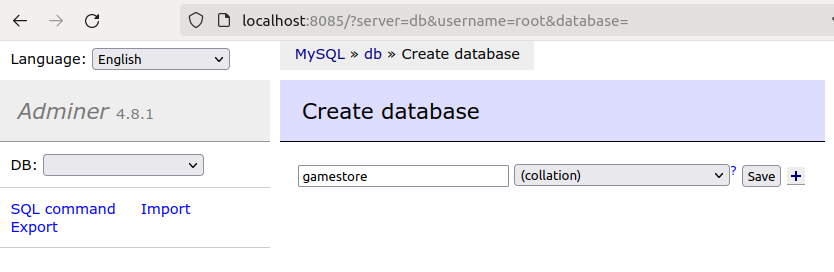 localhost:8085/?server=db&username=root&database=
Language: English
MySQL » db » Create database
Adminer 4.8.1
Create database
DB:
gamestore (collation) ? Save +
SQL command Import
Export